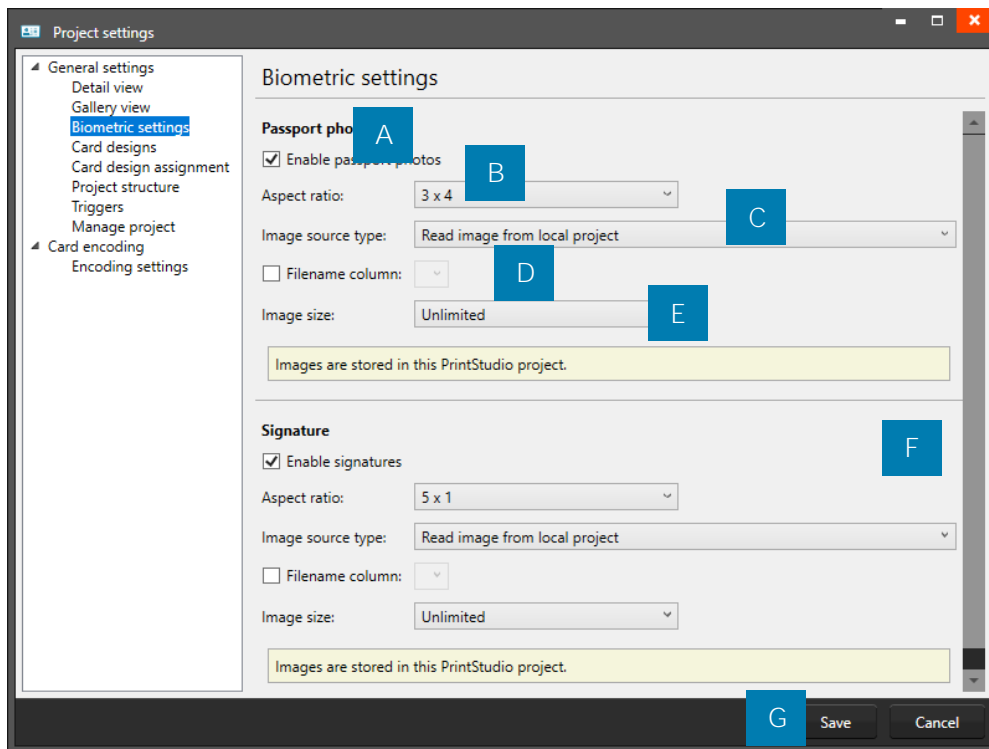 Project settings
General settings
Detail view
Gallery view
Biometric settings
Card designs
Card design assignment
Project structure
Triggers
Manage project
Card encoding
Encoding settings
Biometric settings
Passport pho
A
Enable passport photos
B
Aspect ratio: 3 x 4
C
Image source type: Read image from local project
Filename column:
D
Image size: Unlimited
E
Images are stored in this PrintStudio project.
Signature
F
Enable signatures
Aspect ratio: 5 x 1
Image source type: Read image from local project
Filename column:
Image size: Unlimited
Images are stored in this PrintStudio project.
G
Save
Cancel